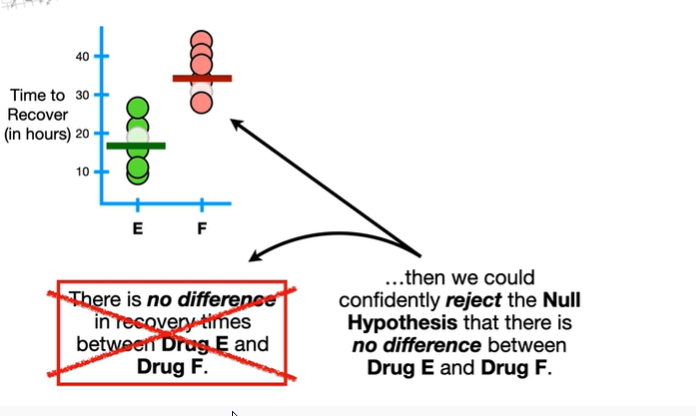 40
Time to
Recover
(in hours)
30
20
10
E
F
There is no difference
in recovery times
between Drug E and
Drug F.
...then we could
confidently reject the Null
Hypothesis that there is
no difference between
Drug E and Drug F.